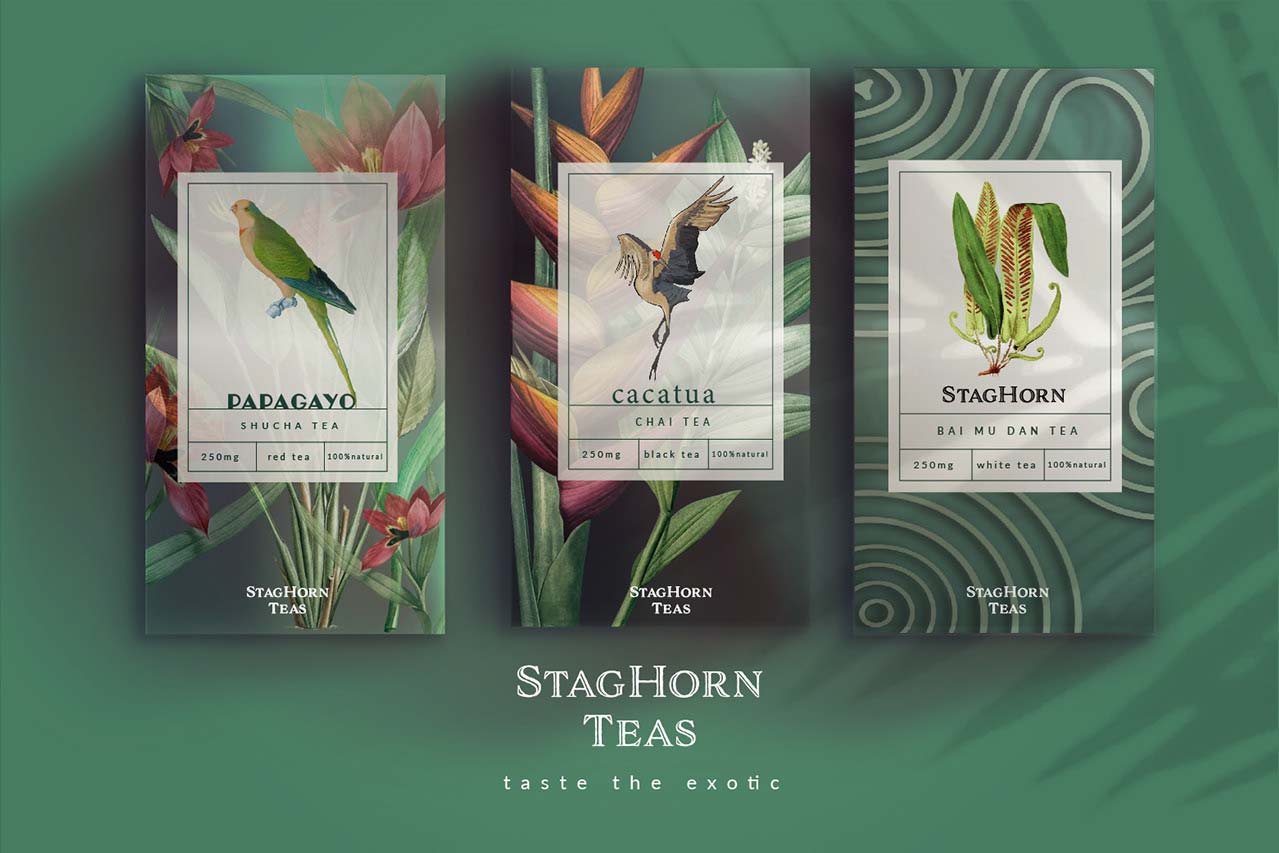 PAPAGAYO
SHUCHA TEA
250mg
red tea
100%natural
StagHorn
Teas
cacatua
CHAI TEA
250mg
black tea
100%natural
StagHorn
Teas
StagHorn
BAI MU DAN TEA
250mg
white tea
100%natural
StagHorn
Teas
StagHorn
Teas
taste the exotic